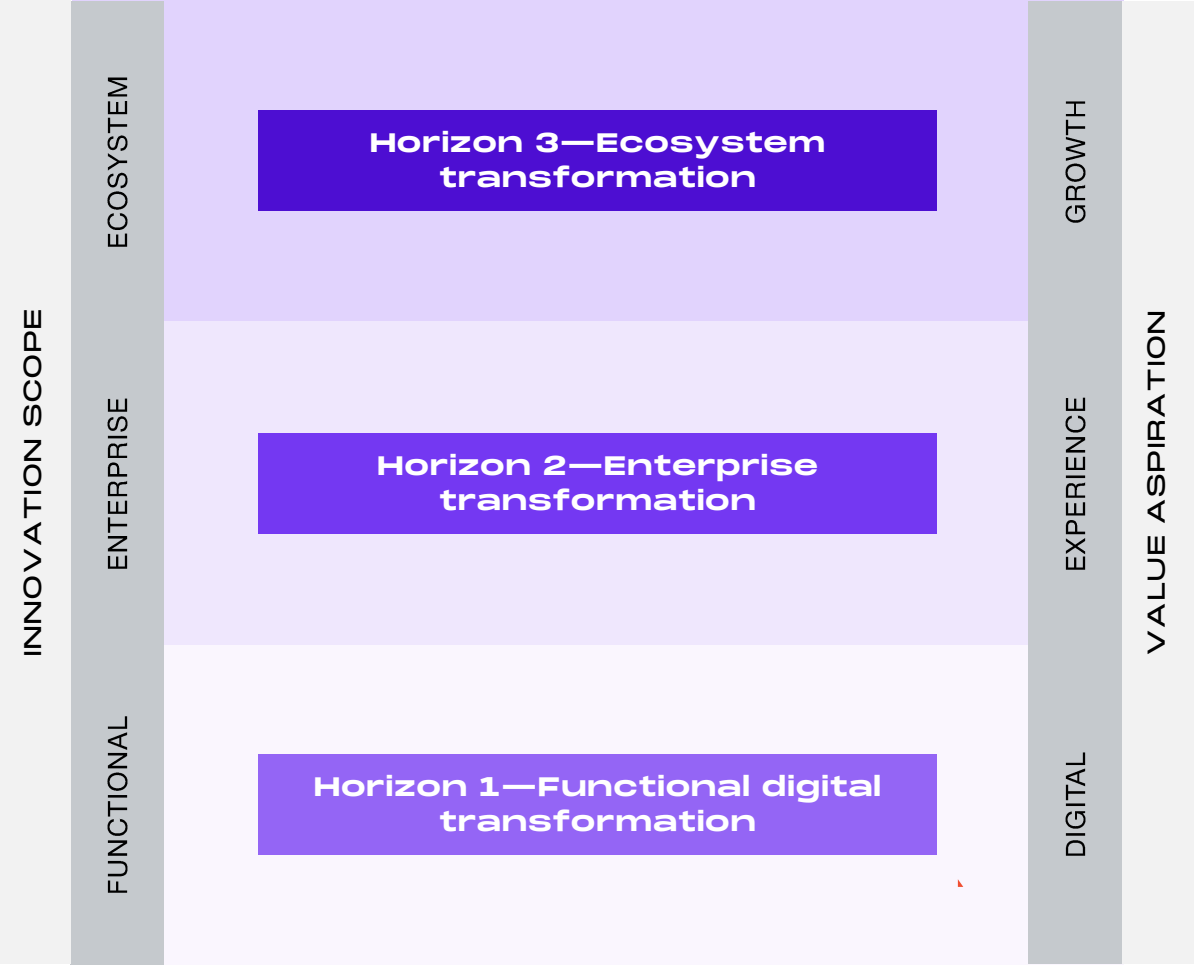 INNOVATION SCOPE
ECOSYSTEM
Horizon 3—Ecosystem
transformation
GROWTH
ENTERPRISE
Horizon 2—Enterprise
transformation
EXPERIENCE
FUNCTIONAL
Horizon 1—Functional digital
transformation
DIGITAL
VALUE ASPIRATION